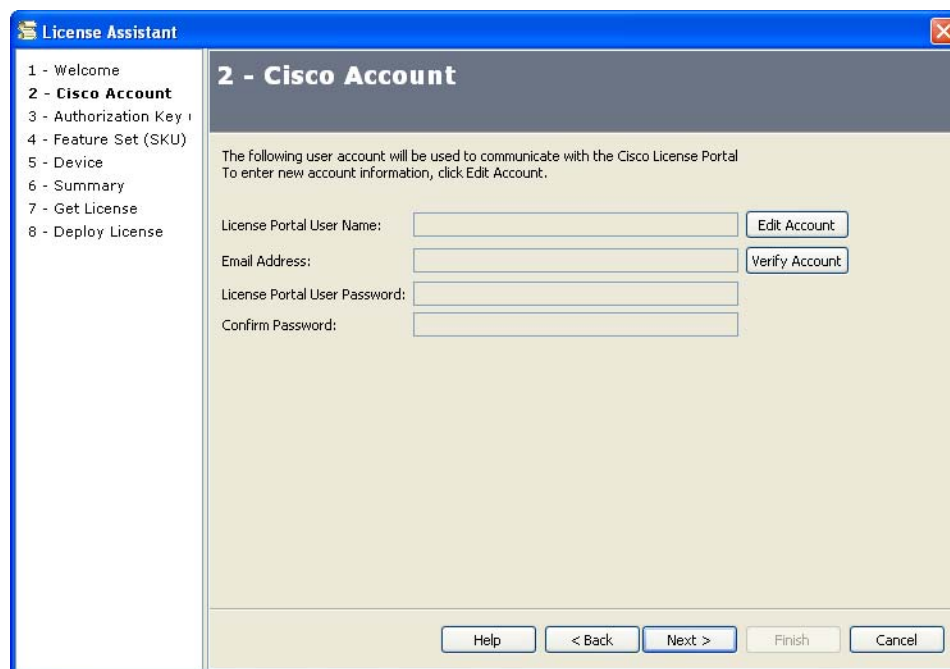 License Assistant
1 - Welcome
2 - Cisco Account
3 - Authorization Key
4 - Feature Set (SKU)
5 - Device
6 - Summary
7 - Get License
8 - Deploy License
2 - Cisco Account
The following user account will be used to communicate with the Cisco License Portal
To enter new account information, click Edit Account.
License Portal User Name:
Edit Account
Email Address:
Verify Account
License Portal User Password:
Confirm Password:
Help
< Back
Next >
Finish
Cancel